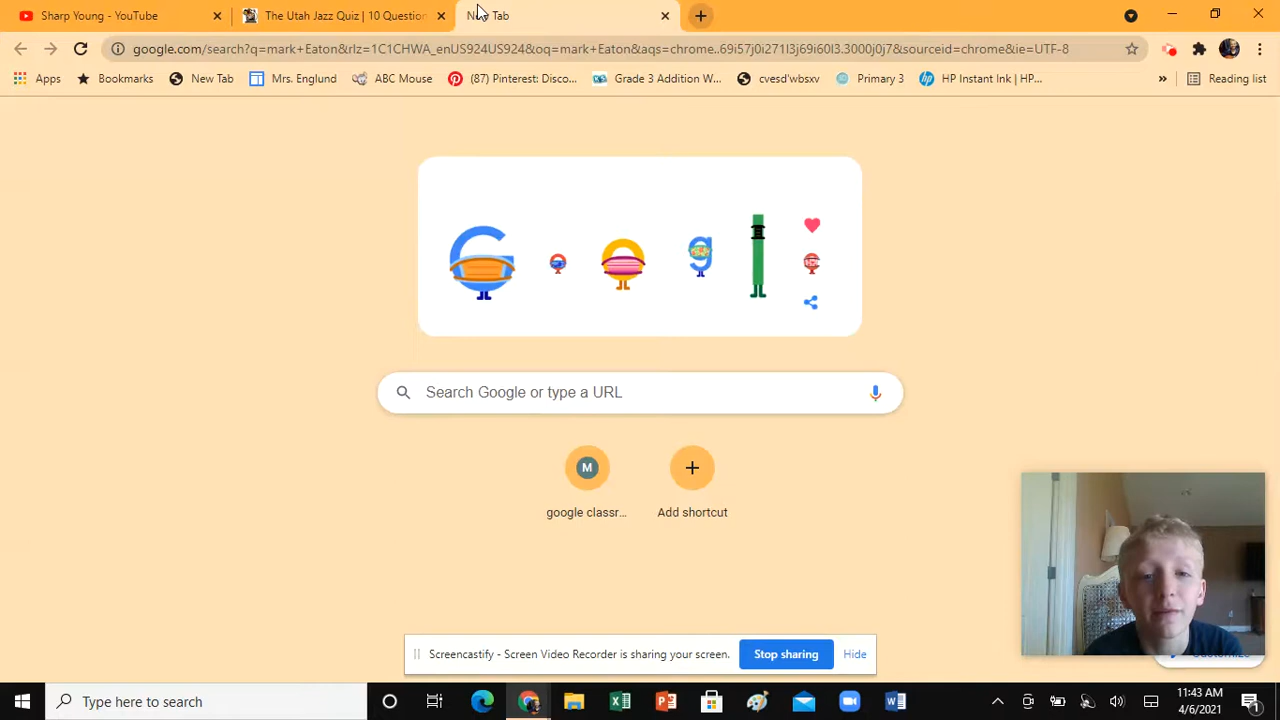 Sharp Young - YouTube
The Utah Jazz Quiz | 10 Question
New Tab
google.com/search?q=mark+Eaton&rlz=1C1CHWA_enUS924US924&oq=mark+Eaton&aqs=chrome..69i57j0i271l3j69i60l3.3000j0j7&sourceid=chrome&ie=UTF-8
Apps
Bookmarks
New Tab
Mrs. Englund
ABC Mouse
(87) Pinterest: Disco...
Grade 3 Addition W...
cvesd'wbsxv
Primary 3
HP Instant Ink | HP...
»
Reading list
Search Google or type a URL
M
google classr...
Add shortcut
Screencastify - Screen Video Recorder is sharing your screen.
Stop sharing
Hide
Customize
Type here to search
11:43 AM
4/6/2021